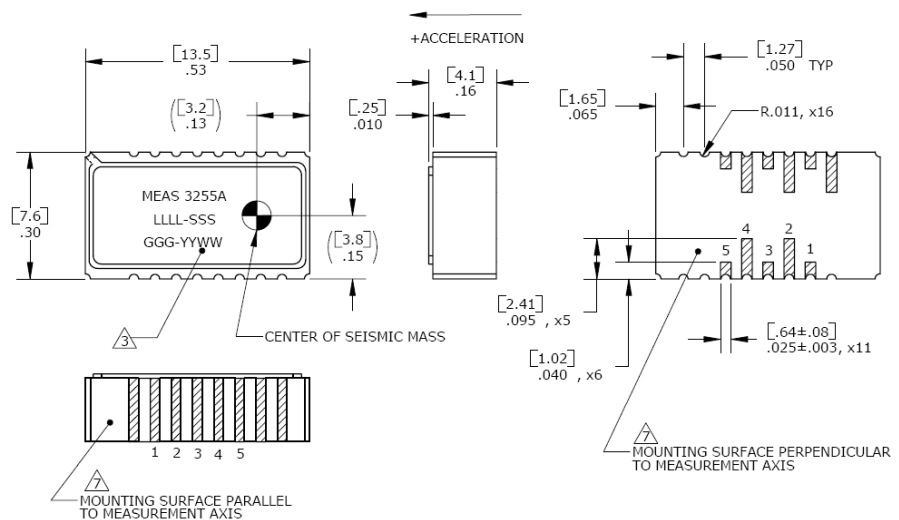 +ACCELERATION
[13.5]
.53
([3.2]
.13)
[4.1]
.16
[.25]
.010
[1.27]
.050 TYP
[1.65]
.065
R.011, x16
MEAS 3255A
LLLL-SSS
GGG-YYWW
[7.6]
.30
([3.8]
.15)
3
CENTER OF SEISMIC MASS
4 2
5 3 1
[2.41]
.095 , x5
[1.02]
.040 , x6
[.64±.08]
.025±.003, x11
1 2 3 4 5
7
MOUNTING SURFACE PARALLEL
TO MEASUREMENT AXIS
7
MOUNTING SURFACE PERPENDICULAR
TO MEASUREMENT AXIS